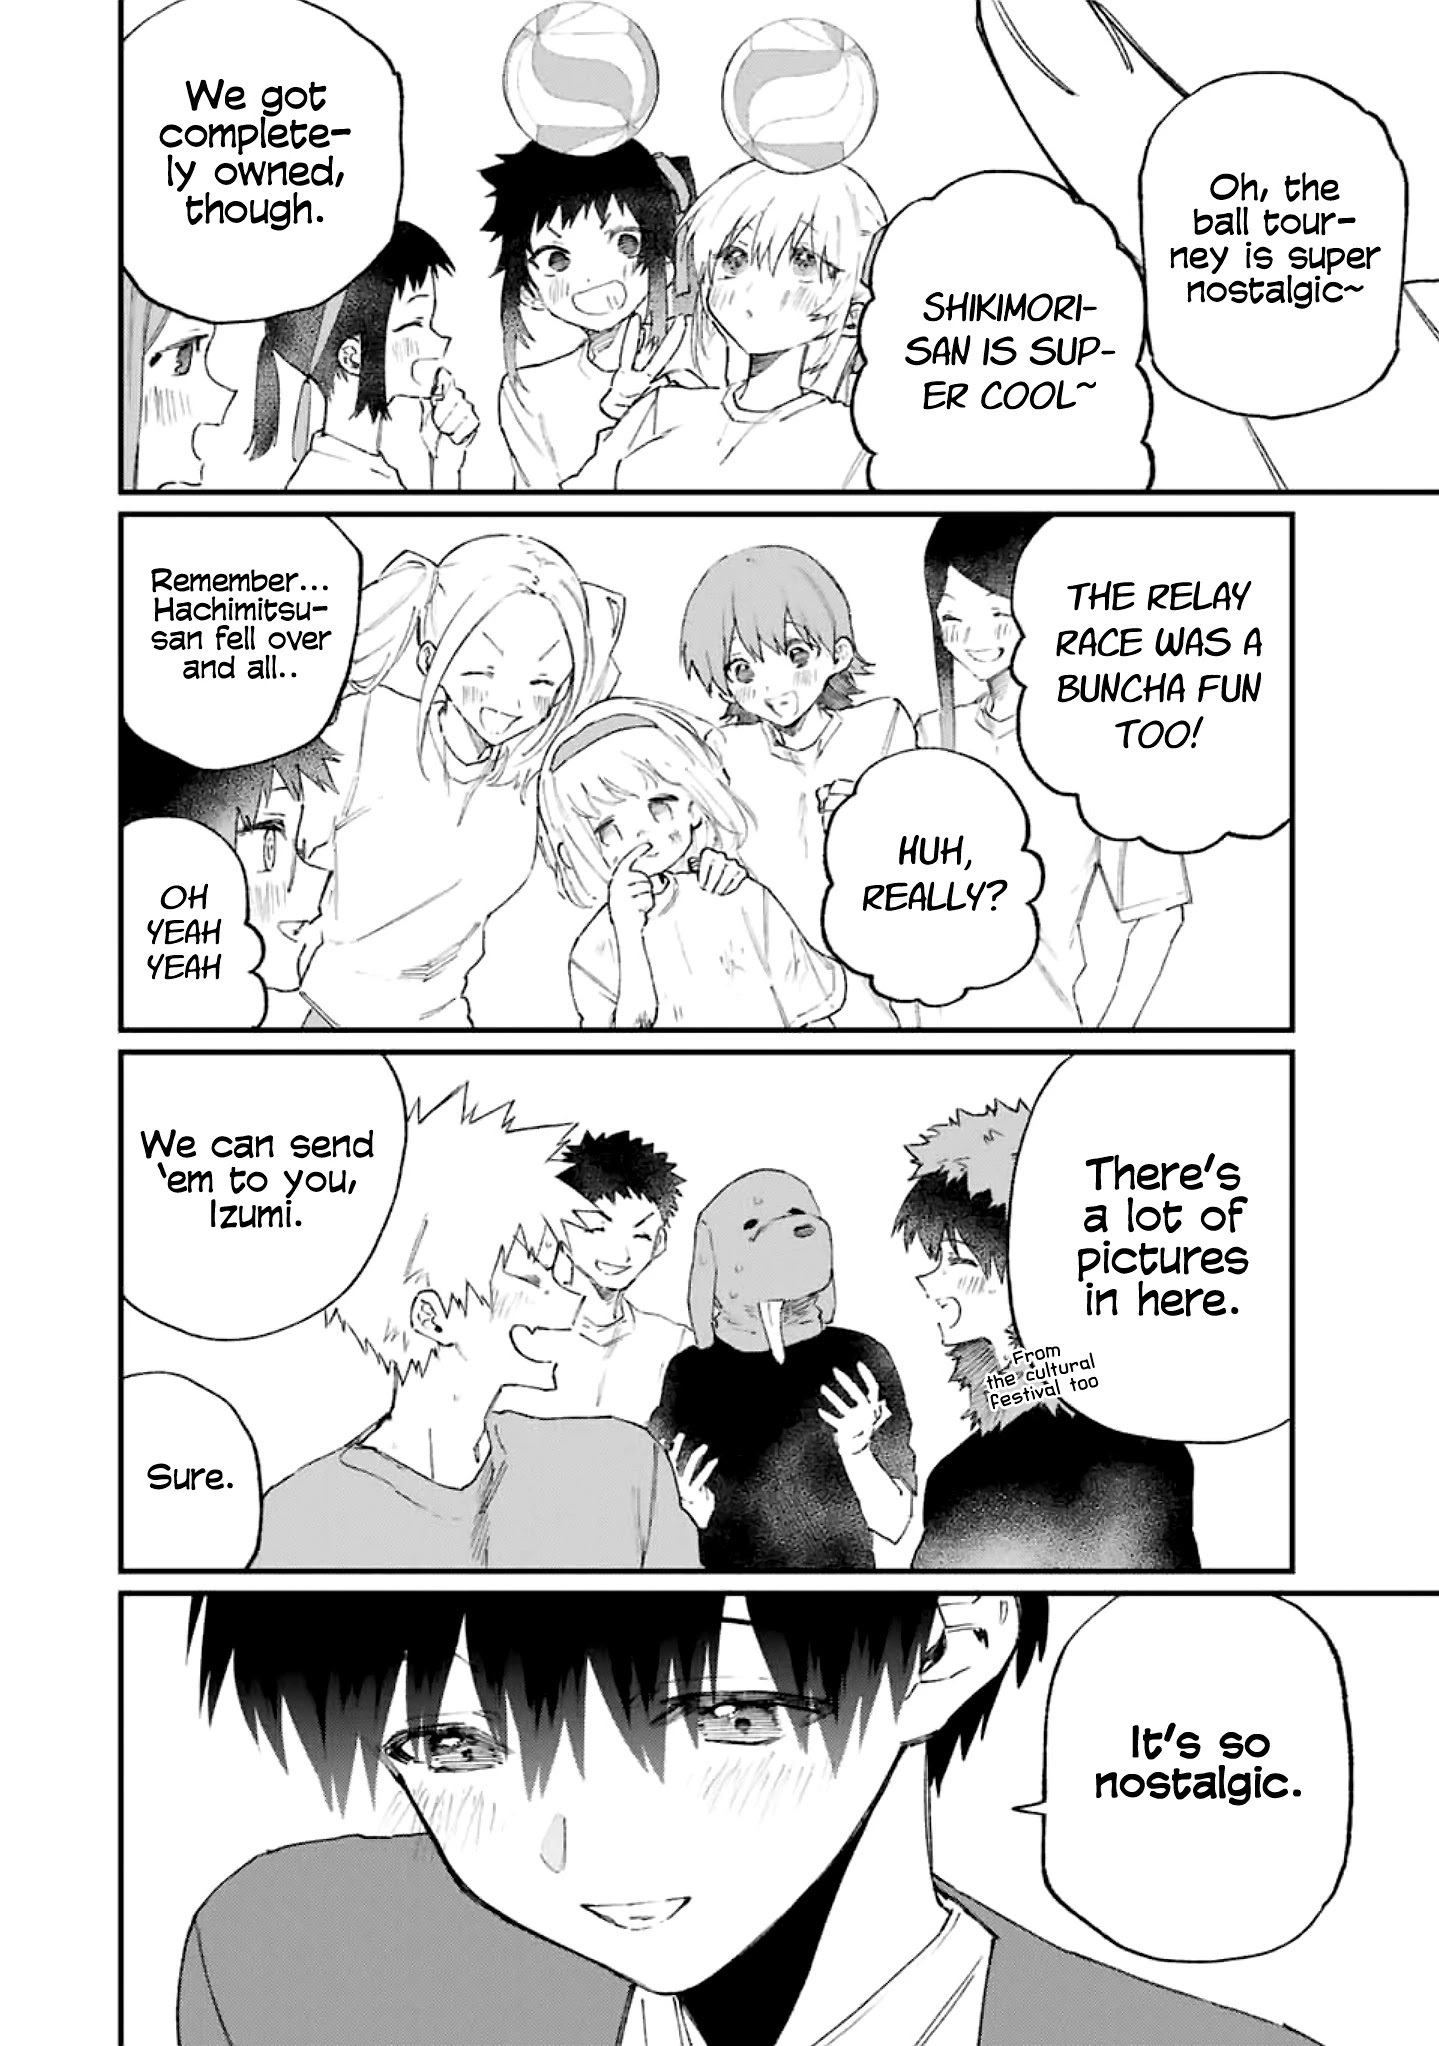 Oh, the
ball tour-
ney is super
nostalgic~
SHIKIMORI-
SAN IS SUP-
ER COOL~
We got
complete-
ly owned,
though.
THE RELAY
RACE WAS A
BUNCHA FUN
TOO!
HUH,
REALLY?
Remember...
Hachimitsu-
san fell over
and all..
OH
YEAH
YEAH
There's
a lot of
pictures
in here.
From
the cultural
festival too
We can send
'em to you,
Izumi.
Sure.
It's so
nostalgic.